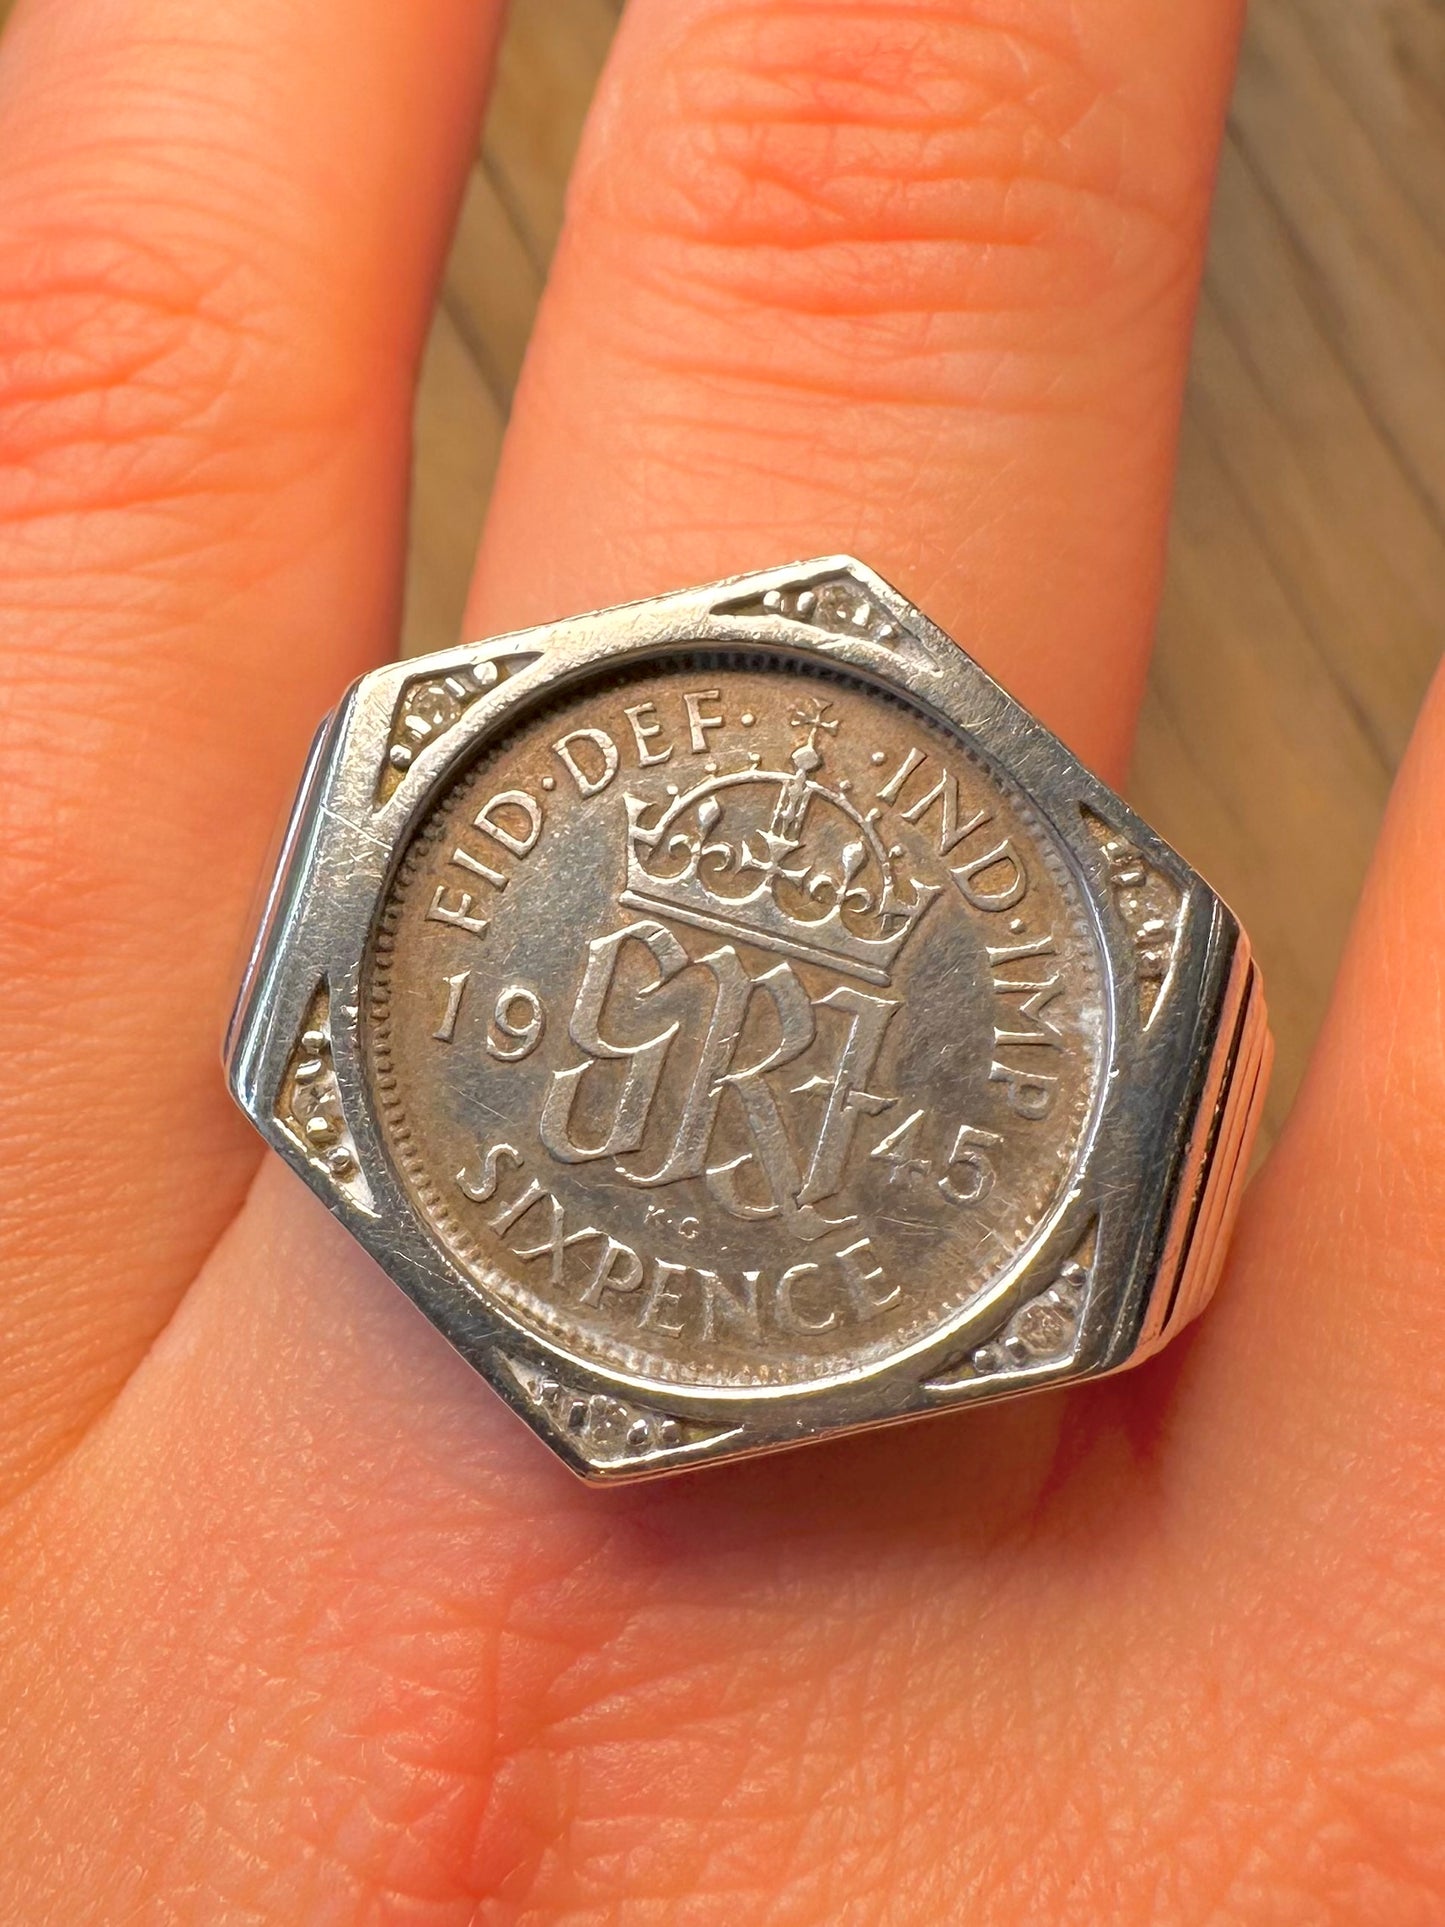 FID·DEF· ·IND·IMP
GRI
19 45
K·G
SIXPENCE